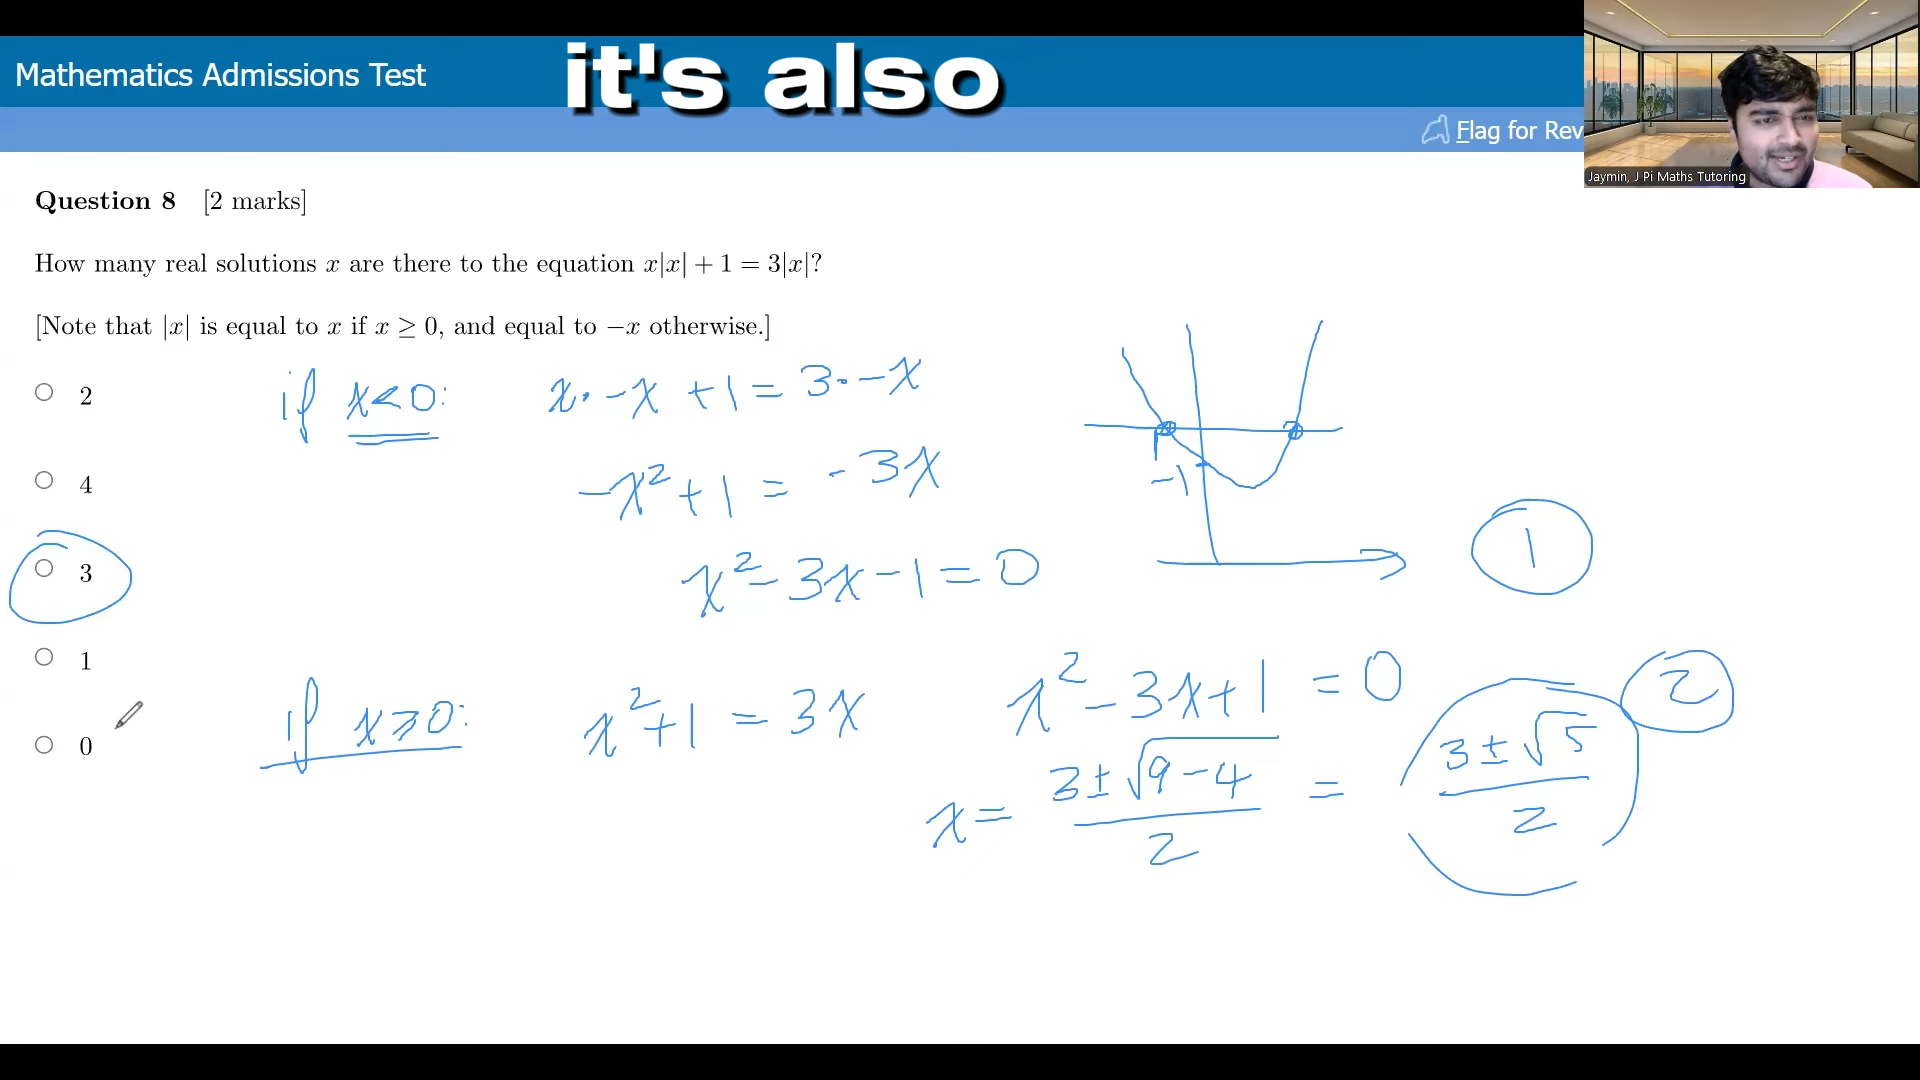 Mathematics Admissions Test
it's also
Flag for Rev
Jaymin, J Pi Maths Tutoring
Question 8 [2 marks]
How many real solutions x are there to the equation x|x| + 1 = 3|x|?
[Note that |x| is equal to x if x ≥ 0, and equal to −x otherwise.]
2
if x<0: x· -x +1 = 3· -x
4
-x² + 1 = -3x
-1
3
x² - 3x - 1 = 0
1
1
if x ≥ 0: x² + 1 = 3x
x² - 3x + 1 = 0
2
0
x = 3 ± √9 - 4 / 2 = 3 ± √5 / 2